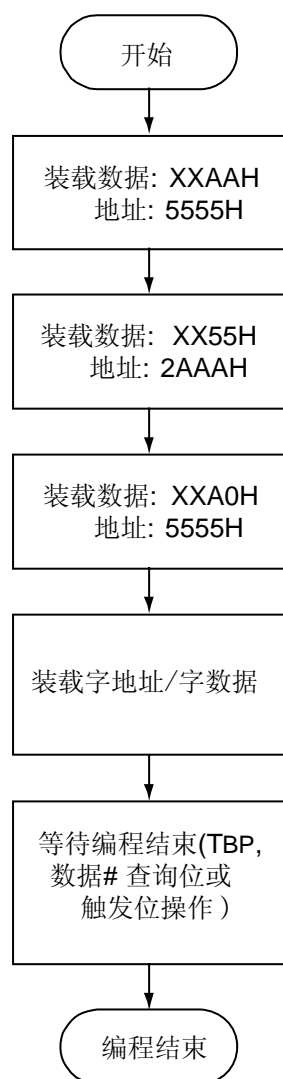 开始
装载数据: XXAAH
地址: 5555H
装载数据: XX55H
地址: 2AAAH
装载数据: XXA0H
地址: 5555H
装载字地址/字数据
等待编程结束(TBP,
数据# 查询位或
触发位操作 )
编程结束